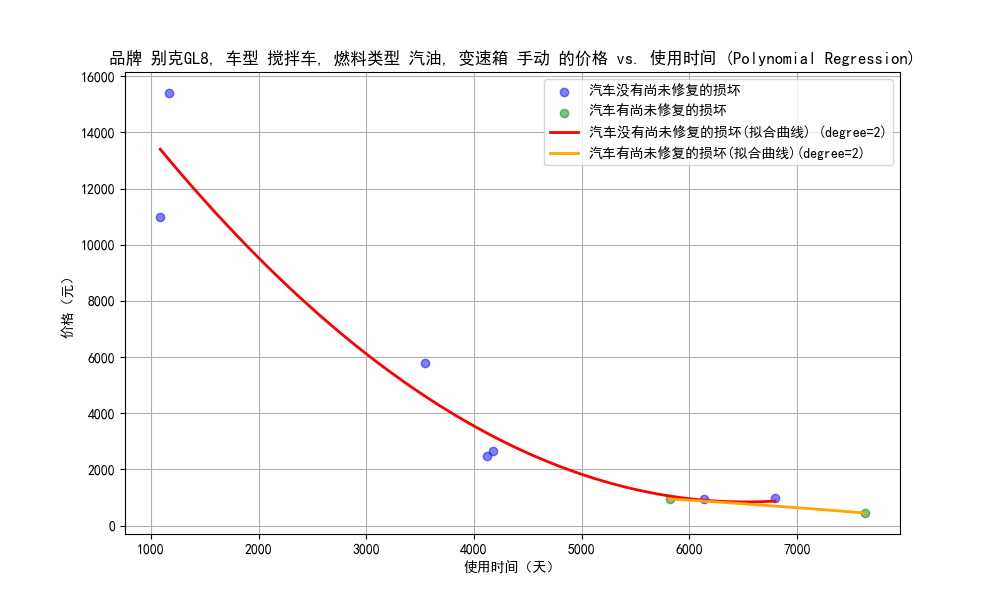 品牌 别克GL8, 车型 搅拌车, 燃料类型 汽油, 变速箱 手动 的价格 vs. 使用时间 (Polynomial Regression)
汽车没有尚未修复的损坏
汽车有尚未修复的损坏
汽车没有尚未修复的损坏(拟合曲线) (degree=2)
汽车有尚未修复的损坏(拟合曲线)(degree=2)
价格（元）
16000
14000
12000
10000
8000
6000
4000
2000
0
1000 2000 3000 4000 5000 6000 7000
使用时间（天）